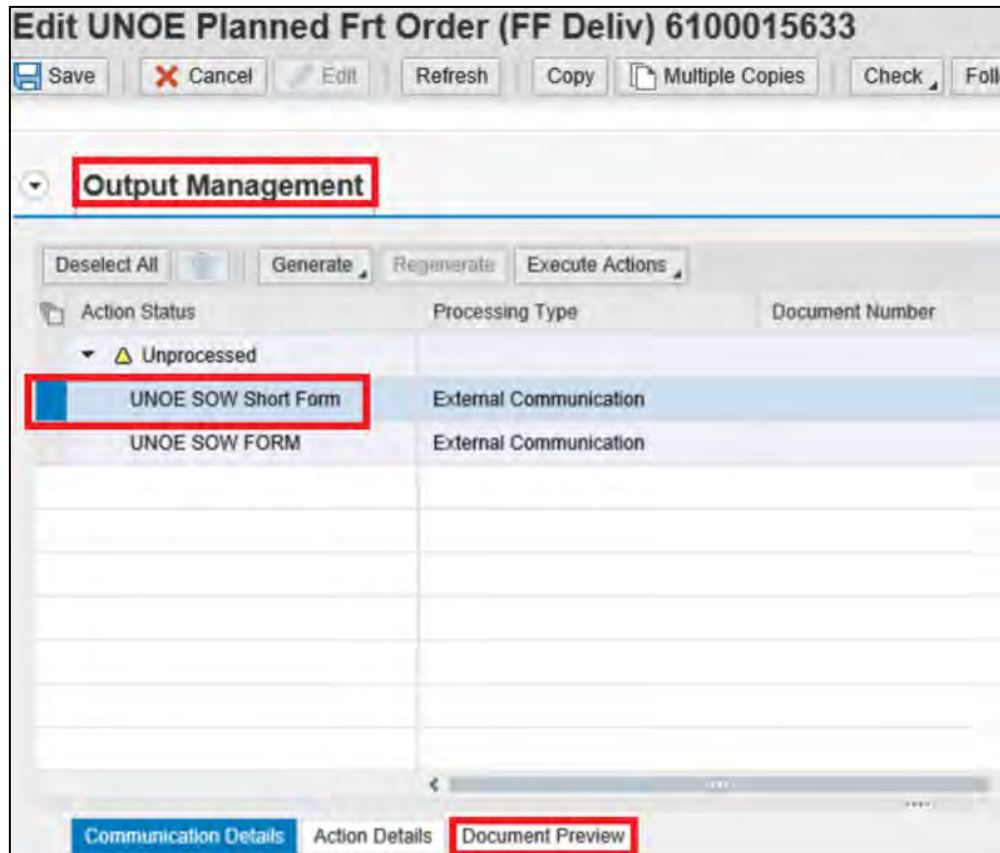 Edit UNOE Planned Frt Order (FF Deliv) 6100015633
Save Cancel Edit Refresh Copy Multiple Copies Check Foll
Output Management
Deselect All Generate Regenerate Execute Actions
Action Status Processing Type Document Number
Unprocessed
UNOE SOW Short Form External Communication
UNOE SOW FORM External Communication
Communication Details Action Details Document Preview